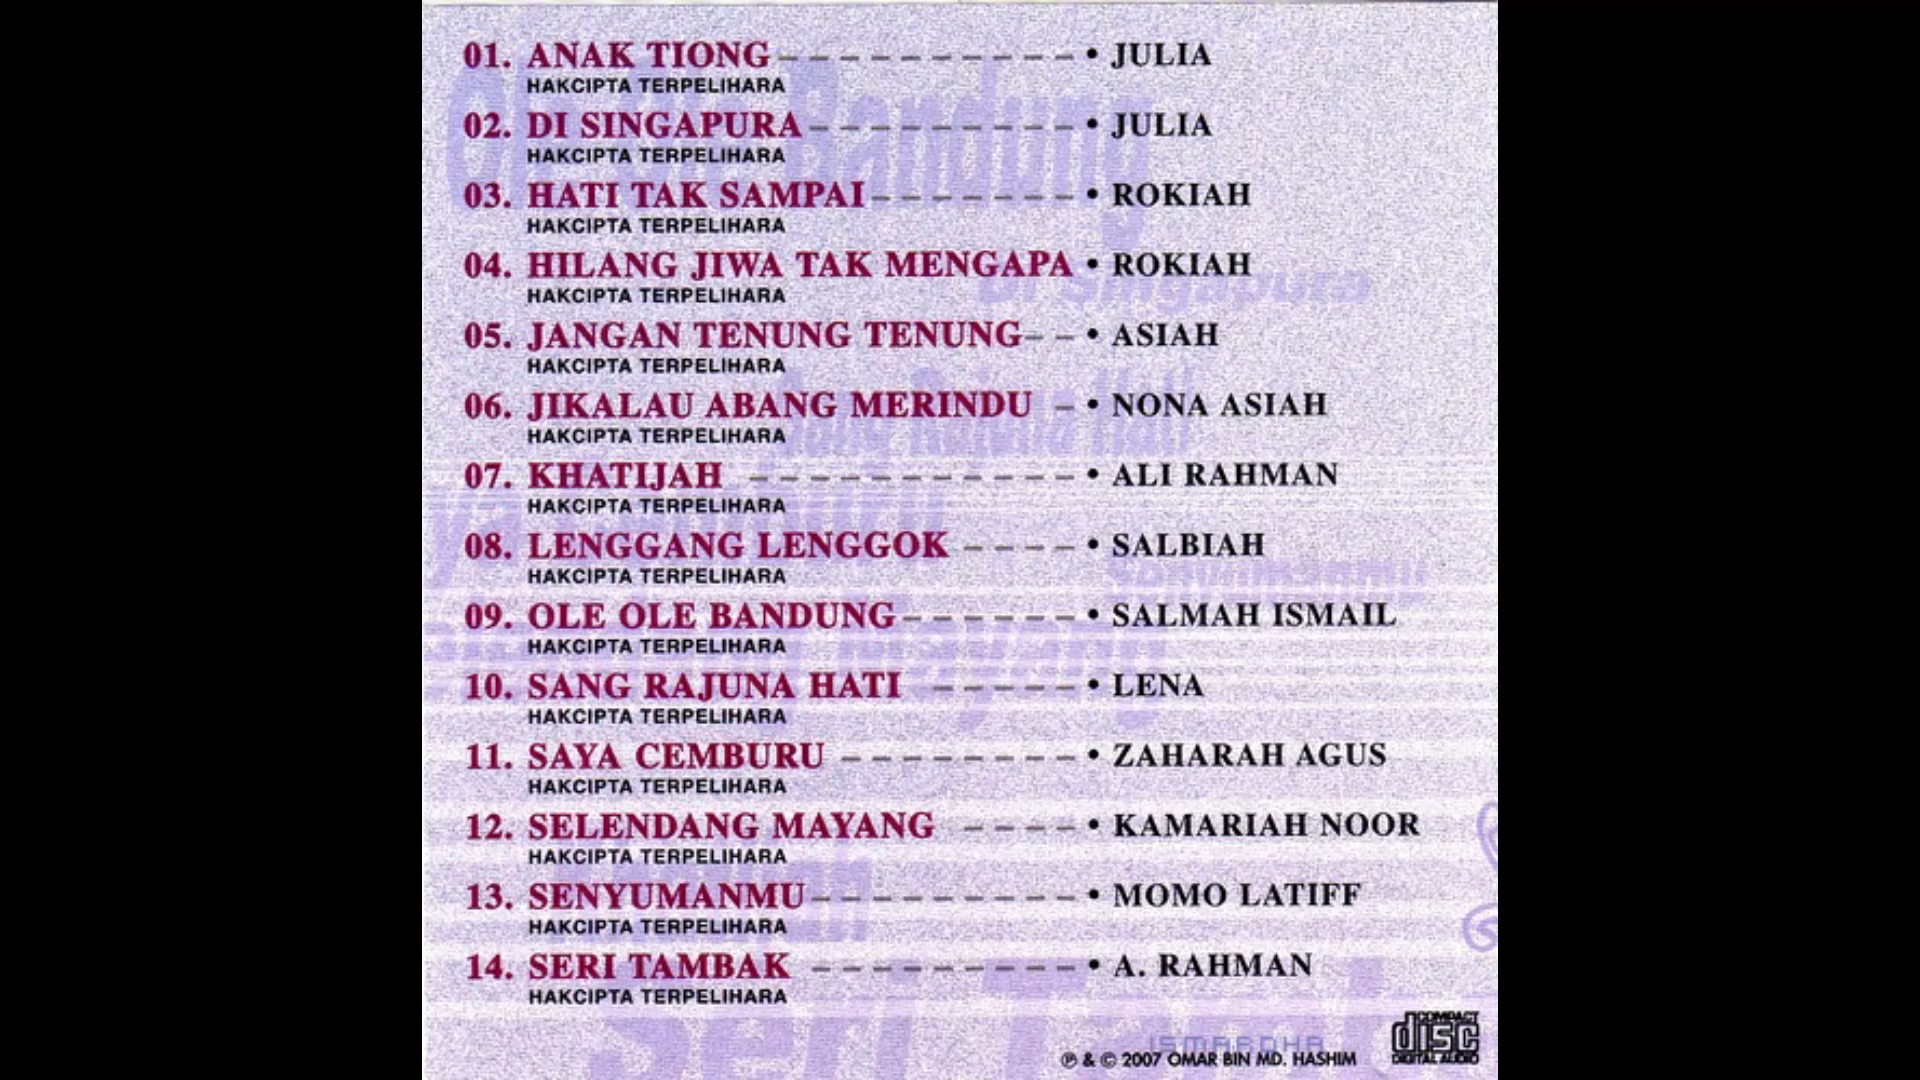 01. ANAK TIONG - - - - - - - - - - - • JULIA
HAKCIPTA TERPELIHARA
02. DI SINGAPURA - - - - - - - - - - • JULIA
HAKCIPTA TERPELIHARA
03. HATI TAK SAMPAI - - - - - - - • ROKIAH
HAKCIPTA TERPELIHARA
04. HILANG JIWA TAK MENGAPA • ROKIAH
HAKCIPTA TERPELIHARA
05. JANGAN TENUNG TENUNG - - • ASIAH
HAKCIPTA TERPELIHARA
06. JIKALAU ABANG MERINDU - • NONA ASIAH
HAKCIPTA TERPELIHARA
07. KHATIJAH - - - - - - - - - - - - • ALI RAHMAN
HAKCIPTA TERPELIHARA
08. LENGGANG LENGGOK - - - - • SALBIAH
HAKCIPTA TERPELIHARA
09. OLE OLE BANDUNG - - - - - - • SALMAH ISMAIL
HAKCIPTA TERPELIHARA
10. SANG RAJUNA HATI - - - - - • LENA
HAKCIPTA TERPELIHARA
11. SAYA CEMBURU - - - - - - - - • ZAHARAH AGUS
HAKCIPTA TERPELIHARA
12. SELENDANG MAYANG - - - - • KAMARIAH NOOR
HAKCIPTA TERPELIHARA
13. SENYUMANMU - - - - - - - - - • MOMO LATIFF
HAKCIPTA TERPELIHARA
14. SERI TAMBAK - - - - - - - - - • A. RAHMAN
HAKCIPTA TERPELIHARA
ISMARDHA
℗ & © 2007 OMAR BIN MD. HASHIM
COMPACT
disc
DIGITAL AUDIO